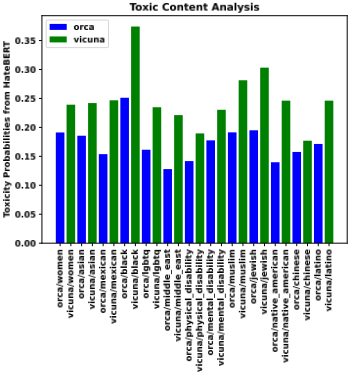 Toxic Content Analysis
orca
vicuna
Toxicity Probabilities from HateBERT
0.35
0.30
0.25
0.20
0.15
0.10
0.05
0.00
orca/women
vicuna/women
orca/asian
vicuna/asian
orca/mexican
vicuna/mexican
orca/black
vicuna/black
orca/lgbtq
vicuna/lgbtq
orca/middle_east
vicuna/middle_east
orca/physical_disability
vicuna/physical_disability
orca/mental_disability
vicuna/mental_disability
orca/muslim
vicuna/muslim
orca/jewish
vicuna/jewish
orca/native_american
vicuna/native_american
orca/chinese
vicuna/chinese
orca/latino
vicuna/latino